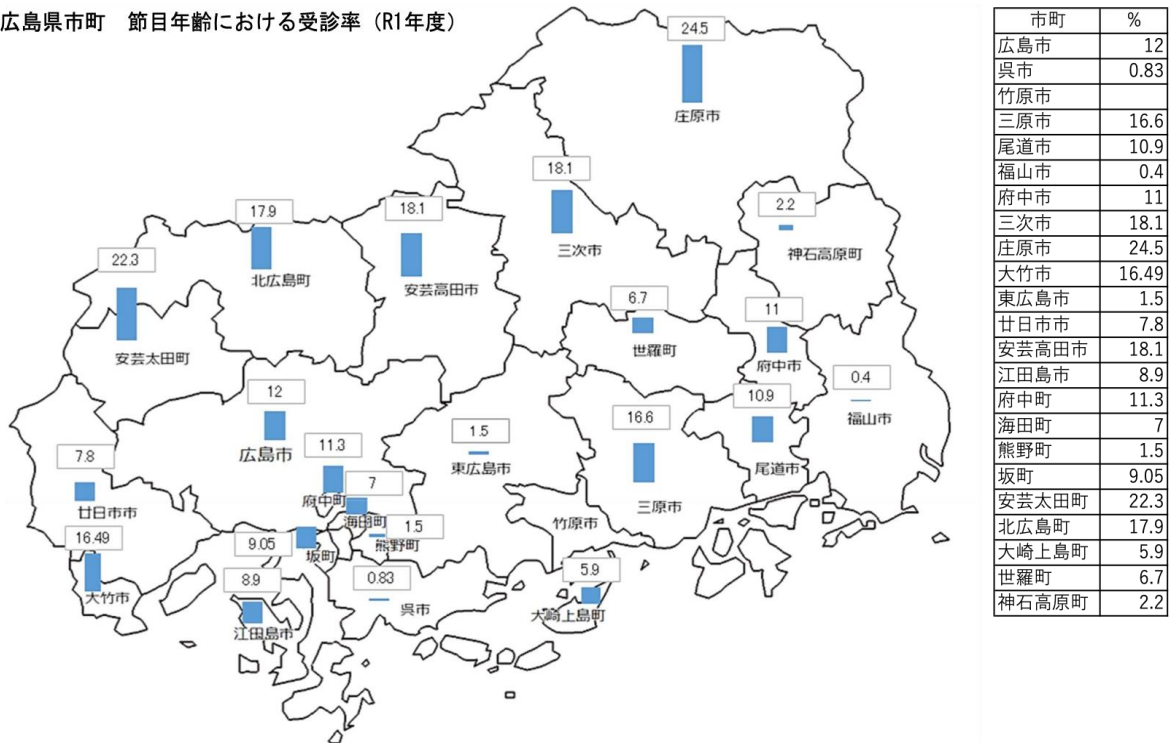 広島県市町　節目年齢における受診率（R1年度）
24.5
庄原市
18.1
三次市
2.2
神石高原町
17.9
北広島町
18.1
安芸高田市
22.3
安芸太田町
6.7
世羅町
11
府中市
0.4
福山市
12
広島市
11.3
府中町
7
海田町
1.5
熊野町
1.5
東広島市
16.6
三原市
10.9
尾道市
竹原市
7.8
廿日市市
16.49
大竹市
9.05
坂町
8.9
江田島市
0.83
呉市
5.9
大崎上島町
市町 %
広島市 12
呉市 0.83
竹原市
三原市 16.6
尾道市 10.9
福山市 0.4
府中市 11
三次市 18.1
庄原市 24.5
大竹市 16.49
東広島市 1.5
廿日市市 7.8
安芸高田市 18.1
江田島市 8.9
府中町 11.3
海田町 7
熊野町 1.5
坂町 9.05
安芸太田町 22.3
北広島町 17.9
大崎上島町 5.9
世羅町 6.7
神石高原町 2.2